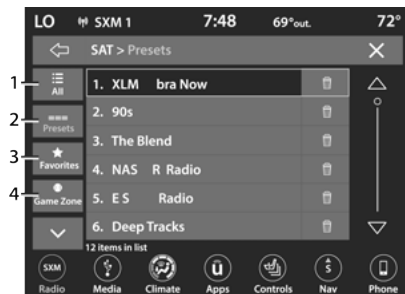 LO SXM 1 7:48 69°out. 72°
SAT > Presets
1 All
2 Presets
3 Favorites
4 Game Zone
1. XLM bra Now
2. 90s
3. The Blend
4. NAS R Radio
5. E S Radio
6. Deep Tracks
12 items in list
SXM
Radio Media Climate Apps Controls Nav Phone